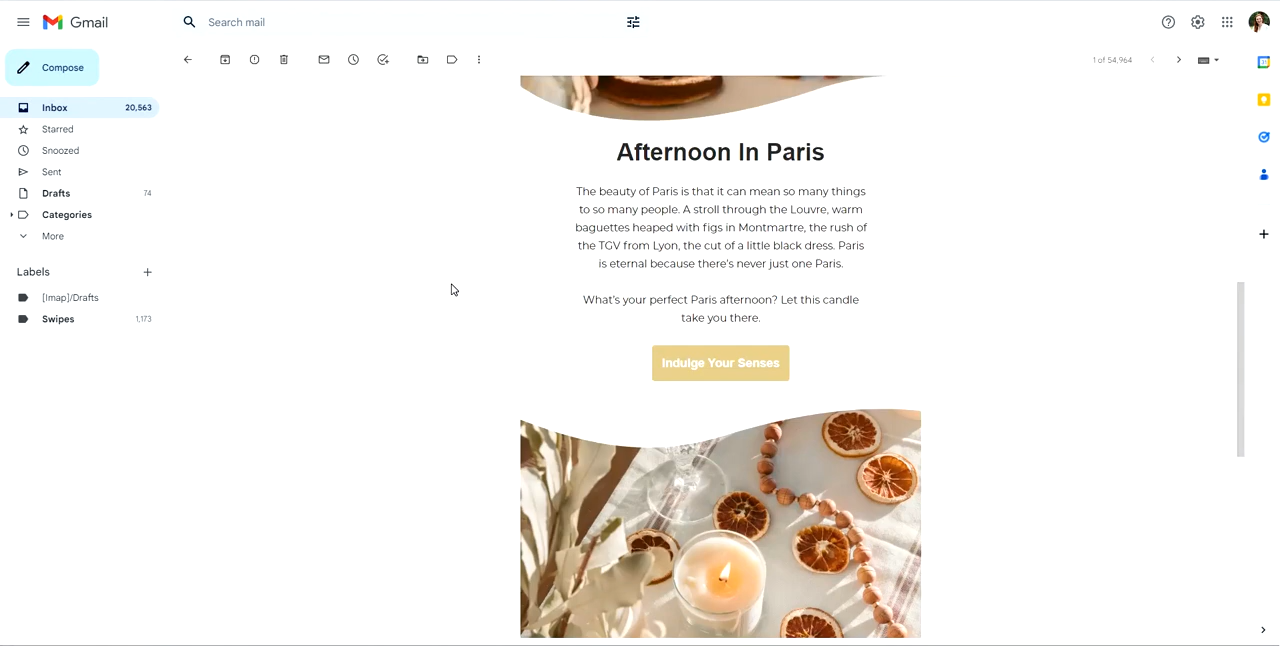 Gmail
Search mail
Compose
1 of 54,964
Inbox 20,563
Starred
Snoozed
Sent
Drafts 74
Categories
More
Labels
[Imap]/Drafts
Swipes 1,173
Afternoon In Paris
The beauty of Paris is that it can mean so many things
to so many people. A stroll through the Louvre, warm
baguettes heaped with figs in Montmartre, the rush of
the TGV from Lyon, the cut of a little black dress. Paris
is eternal because there's never just one Paris.
What's your perfect Paris afternoon? Let this candle
take you there.
Indulge Your Senses